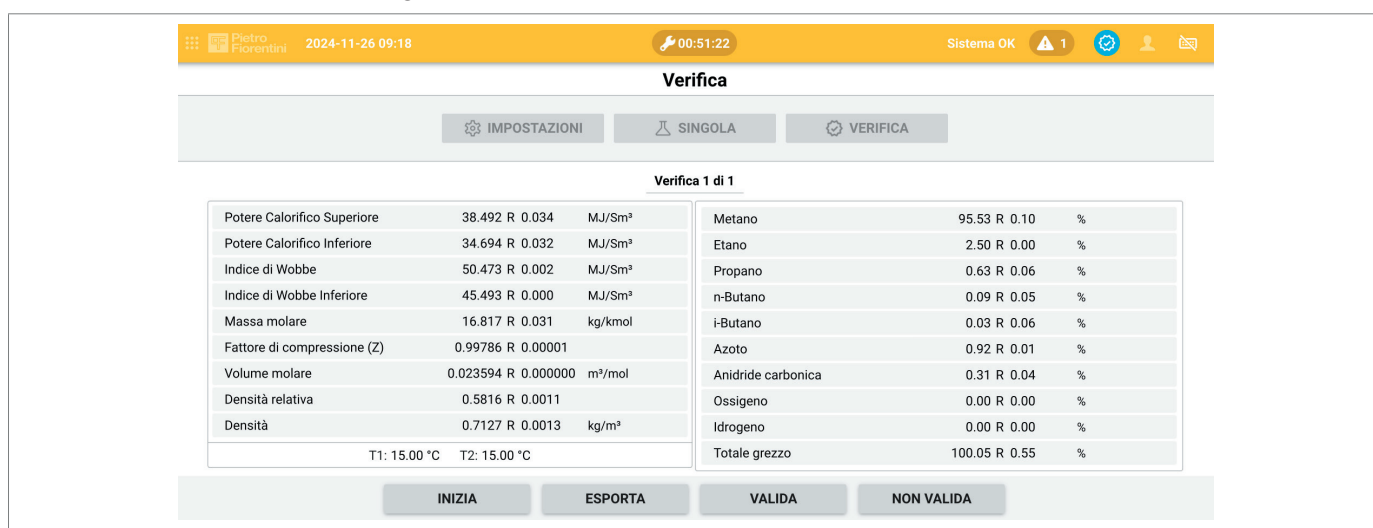 Pietro
Fiorentini
2024-11-26 09:18
00:51:22
Sistema OK
1
Verifica
IMPOSTAZIONI
SINGOLA
VERIFICA
Verifica 1 di 1
Potere Calorifico Superiore 38.492 R 0.034 MJ/Sm³
Potere Calorifico Inferiore 34.694 R 0.032 MJ/Sm³
Indice di Wobbe 50.473 R 0.002 MJ/Sm³
Indice di Wobbe Inferiore 45.493 R 0.000 MJ/Sm³
Massa molare 16.817 R 0.031 kg/kmol
Fattore di compressione (Z) 0.99786 R 0.00001
Volume molare 0.023594 R 0.000000 m³/mol
Densità relativa 0.5816 R 0.0011
Densità 0.7127 R 0.0013 kg/m³
T1: 15.00 °C T2: 15.00 °C
Metano 95.53 R 0.10 %
Etano 2.50 R 0.00 %
Propano 0.63 R 0.06 %
n-Butano 0.09 R 0.05 %
i-Butano 0.03 R 0.06 %
Azoto 0.92 R 0.01 %
Anidride carbonica 0.31 R 0.04 %
Ossigeno 0.00 R 0.00 %
Idrogeno 0.00 R 0.00 %
Totale grezzo 100.05 R 0.55 %
INIZIA
ESPORTA
VALIDA
NON VALIDA